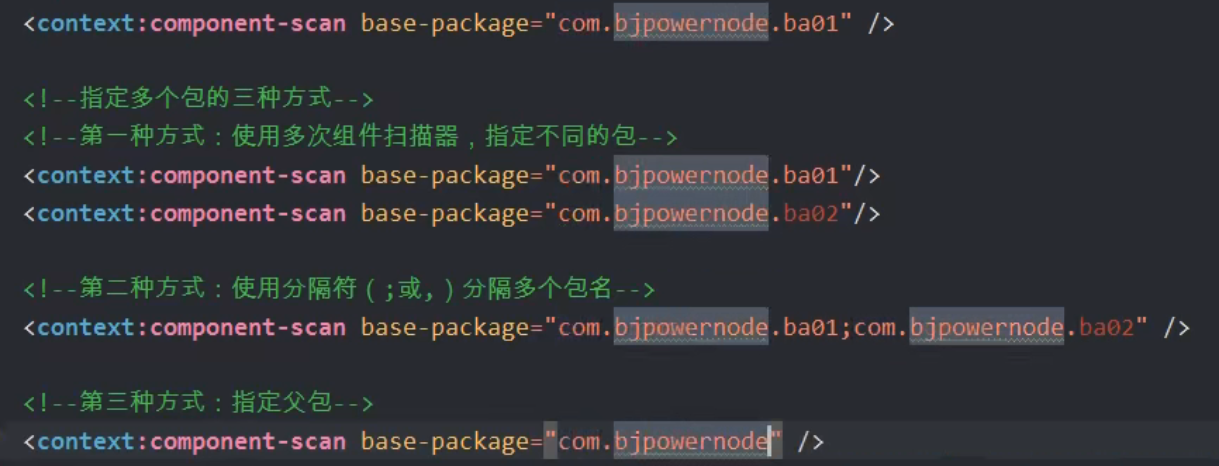 <context:component-scan base-package="com.bjpowernode.ba01" />
<!--指定多个包的三种方式-->
<!--第一种方式：使用多次组件扫描器，指定不同的包-->
<context:component-scan base-package="com.bjpowernode.ba01"/>
<context:component-scan base-package="com.bjpowernode.ba02"/>
<!--第二种方式：使用分隔符（;或,）分隔多个包名-->
<context:component-scan base-package="com.bjpowernode.ba01;com.bjpowernode.ba02" />
<!--第三种方式：指定父包-->
<context:component-scan base-package="com.bjpowernode" />